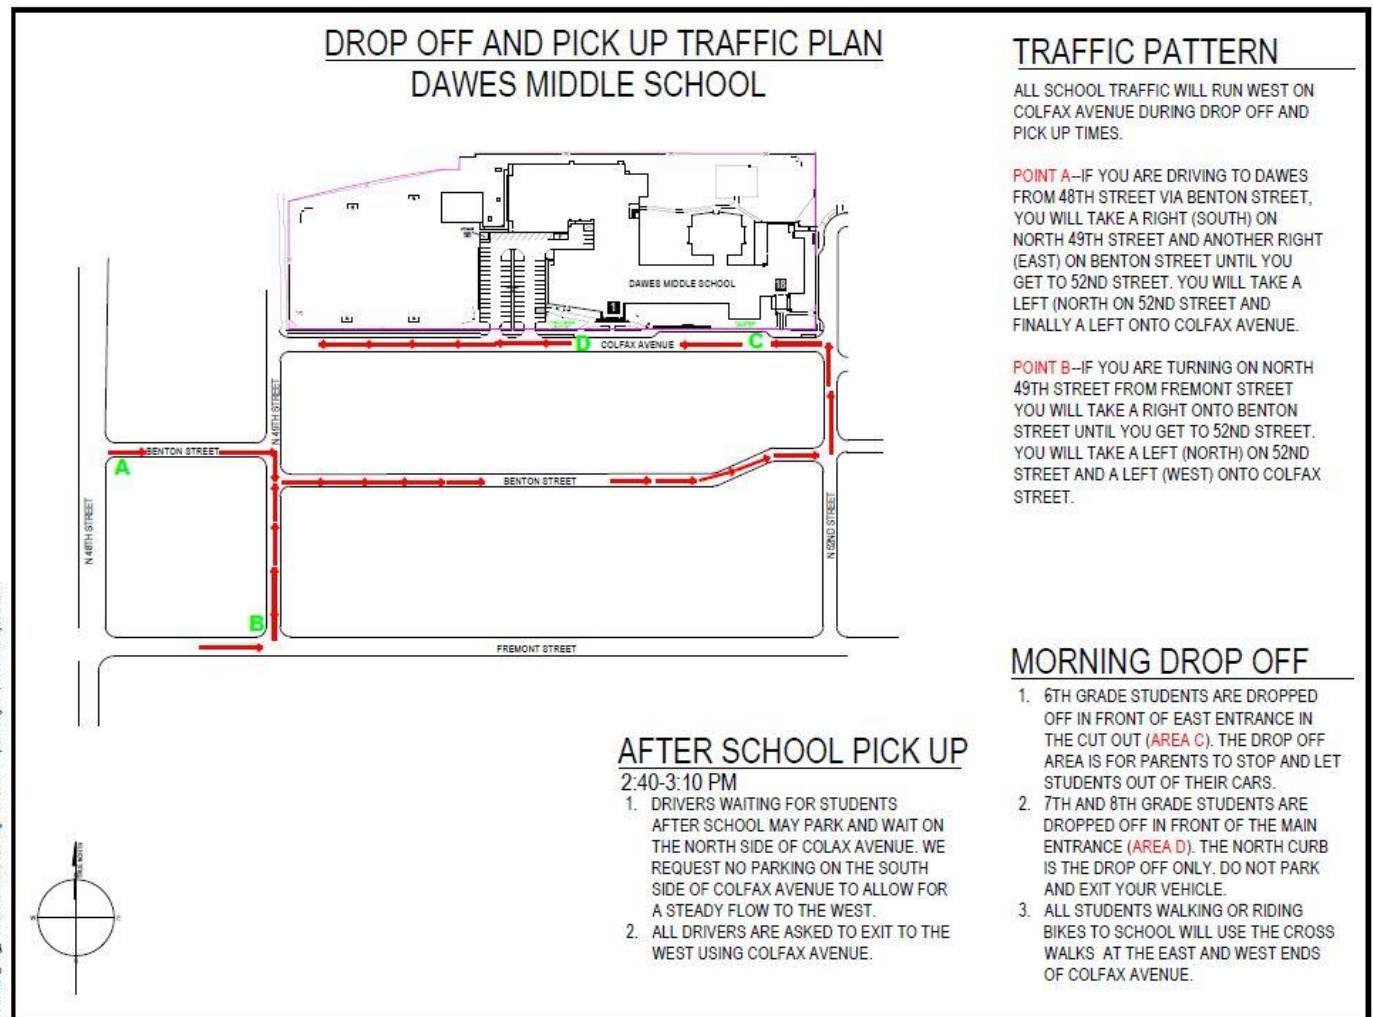 DROP OFF AND PICK UP TRAFFIC PLAN
DAWES MIDDLE SCHOOL
DAWES MIDDLE SCHOOL
1
18
D
COLFAX AVENUE
C
N 49TH STREET
BENTON STREET
A
BENTON STREET
N 48TH STREET
N 52ND STREET
B
FREMONT STREET
TRAFFIC PATTERN
ALL SCHOOL TRAFFIC WILL RUN WEST ON
COLFAX AVENUE DURING DROP OFF AND
PICK UP TIMES.
POINT A--IF YOU ARE DRIVING TO DAWES
FROM 48TH STREET VIA BENTON STREET,
YOU WILL TAKE A RIGHT (SOUTH) ON
NORTH 49TH STREET AND ANOTHER RIGHT
(EAST) ON BENTON STREET UNTIL YOU
GET TO 52ND STREET. YOU WILL TAKE A
LEFT (NORTH ON 52ND STREET AND
FINALLY A LEFT ONTO COLFAX AVENUE.
POINT B--IF YOU ARE TURNING ON NORTH
49TH STREET FROM FREMONT STREET
YOU WILL TAKE A RIGHT ONTO BENTON
STREET UNTIL YOU GET TO 52ND STREET.
YOU WILL TAKE A LEFT (NORTH) ON 52ND
STREET AND A LEFT (WEST) ONTO COLFAX
STREET.
AFTER SCHOOL PICK UP
2:40-3:10 PM
1. DRIVERS WAITING FOR STUDENTS
AFTER SCHOOL MAY PARK AND WAIT ON
THE NORTH SIDE OF COLAX AVENUE. WE
REQUEST NO PARKING ON THE SOUTH
SIDE OF COLFAX AVENUE TO ALLOW FOR
A STEADY FLOW TO THE WEST.
2. ALL DRIVERS ARE ASKED TO EXIT TO THE
WEST USING COLFAX AVENUE.
MORNING DROP OFF
1. 6TH GRADE STUDENTS ARE DROPPED
OFF IN FRONT OF EAST ENTRANCE IN
THE CUT OUT (AREA C). THE DROP OFF
AREA IS FOR PARENTS TO STOP AND LET
STUDENTS OUT OF THEIR CARS.
2. 7TH AND 8TH GRADE STUDENTS ARE
DROPPED OFF IN FRONT OF THE MAIN
ENTRANCE (AREA D). THE NORTH CURB
IS THE DROP OFF ONLY. DO NOT PARK
AND EXIT YOUR VEHICLE.
3. ALL STUDENTS WALKING OR RIDING
BIKES TO SCHOOL WILL USE THE CROSS
WALKS AT THE EAST AND WEST ENDS
OF COLFAX AVENUE.